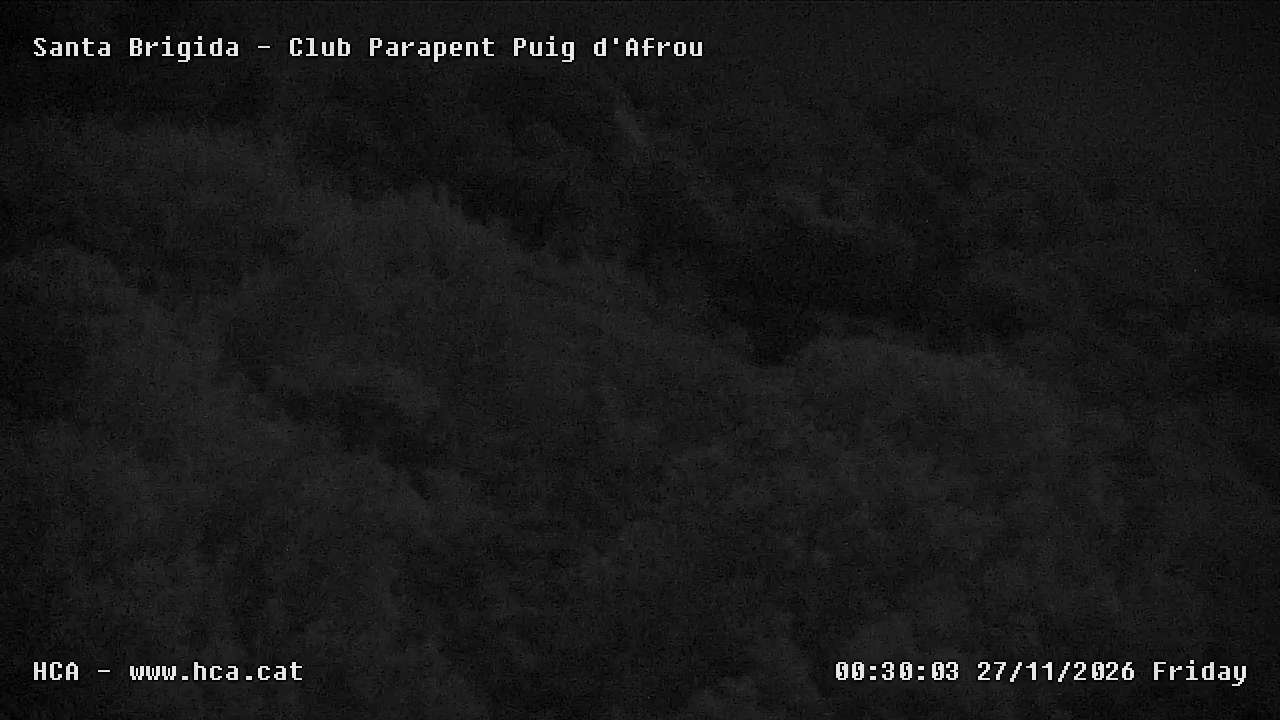 Santa Brigida - Club Parapent Puig d'Afrou
HCA - www.hca.cat
00:30:03 27/11/2026 Friday